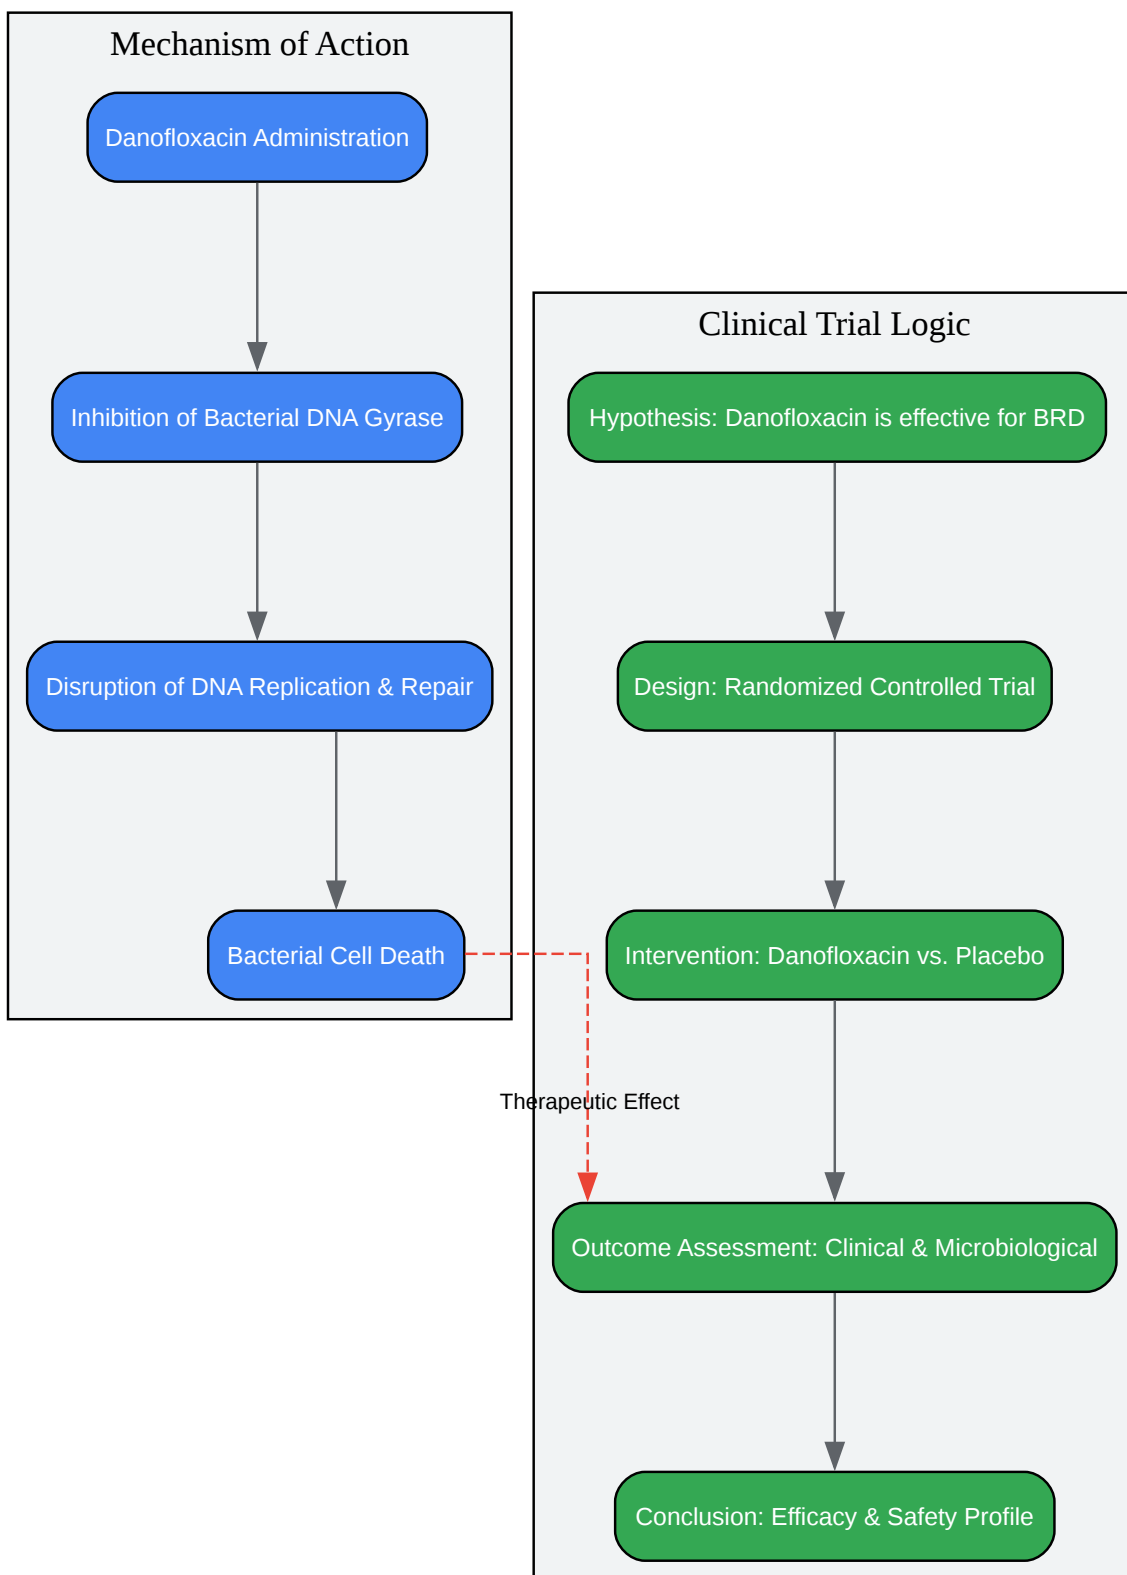 Mechanism of Action
Danofloxacin Administration
Inhibition of Bacterial DNA Gyrase
Disruption of DNA Replication & Repair
Bacterial Cell Death
Therapeutic Effect
Clinical Trial Logic
Hypothesis: Danofloxacin is effective for BRD
Design: Randomized Controlled Trial
Intervention: Danofloxacin vs. Placebo
Outcome Assessment: Clinical & Microbiological
Conclusion: Efficacy & Safety Profile